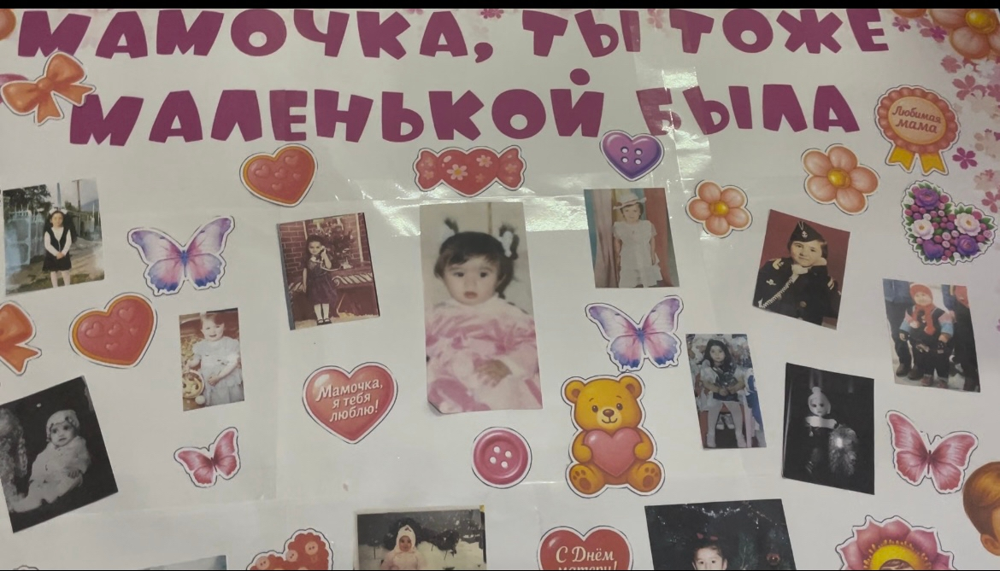 МАМОЧКА, ТЫ ТОЖЕ
МАЛЕНЬКОЙ БЫЛА
Любимая
мама
Мамочка,
я тебя
люблю!
С Днём
матери!